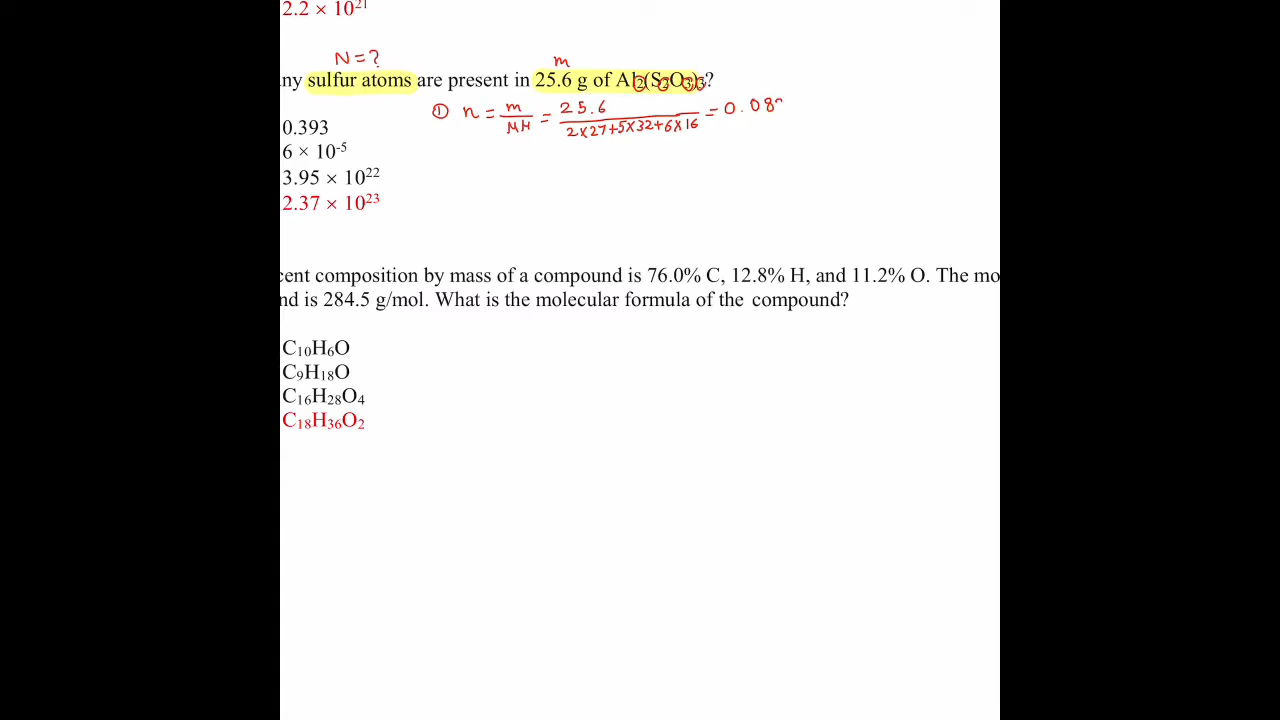 2.2 × 10²¹
N = ?
m
ny sulfur atoms are present in 25.6 g of Al₂(S₂O₃)₃?
① n = m/MM = 25.6/2×27+5×32+6×16 = 0.08
0.393
6 × 10⁻⁵
3.95 × 10²²
2.37 × 10²³
cent composition by mass of a compound is 76.0% C, 12.8% H, and 11.2% O. The mo
nd is 284.5 g/mol. What is the molecular formula of the compound?
C₁₀H₆O
C₉H₁₈O
C₁₆H₂₈O₄
C₁₈H₃₆O₂